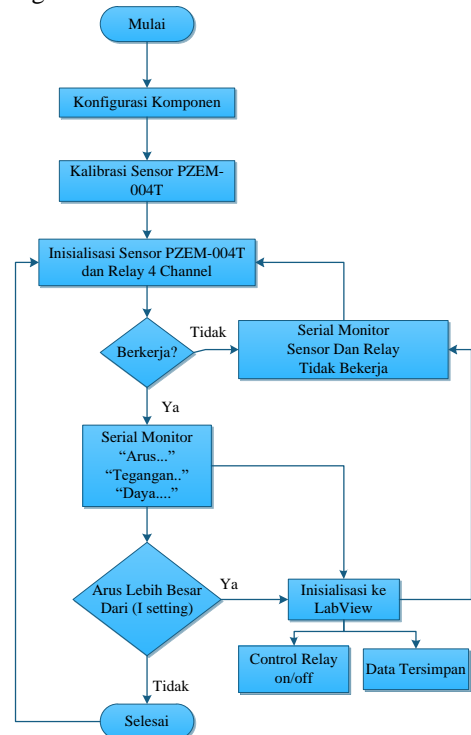 Mulai
Konfigurasi Komponen
Kalibrasi Sensor PZEM-
004T
Inisialisasi Sensor PZEM-004T
dan Relay 4 Channel
Berkerja?
Tidak
Serial Monitor
Sensor Dan Relay
Tidak Bekerja
Ya
Serial Monitor
“Arus...”
“Tegangan..”
“Daya....”
Arus Lebih Besar
Dari (I setting)
Ya
Inisialisasi ke
LabView
Control Relay
on/off
Data Tersimpan
Tidak
Selesai